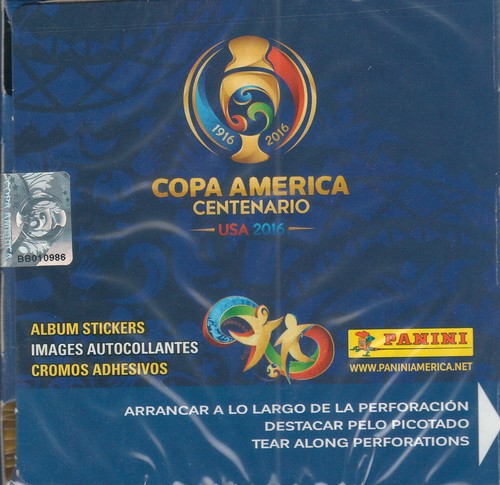 1916 2016
COPA AMERICA
CENTENARIO
USA 2016
BB010986
ALBUM STICKERS
IMAGES AUTOCOLLANTES
CROMOS ADHESIVOS
PANINI
WWW.PANINIAMERICA.NET
ARRANCAR A LO LARGO DE LA PERFORACIÓN
DESTACAR PELO PICOTADO
TEAR ALONG PERFORATIONS